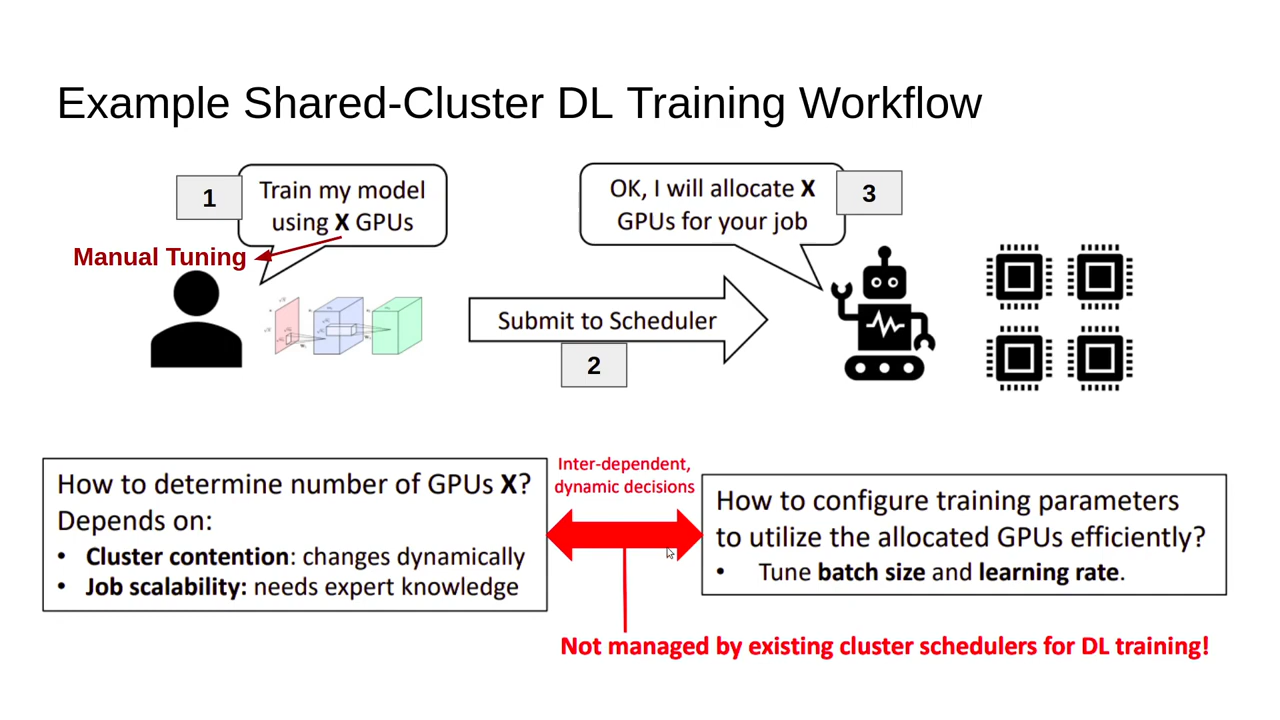 Example Shared-Cluster DL Training Workflow
1
Train my model
using X GPUs
Manual Tuning
Submit to Scheduler
2
OK, I will allocate X
GPUs for your job
3
How to determine number of GPUs X?
Depends on:
• Cluster contention: changes dynamically
• Job scalability: needs expert knowledge
Inter-dependent,
dynamic decisions
How to configure training parameters
to utilize the allocated GPUs efficiently?
• Tune batch size and learning rate.
Not managed by existing cluster schedulers for DL training!